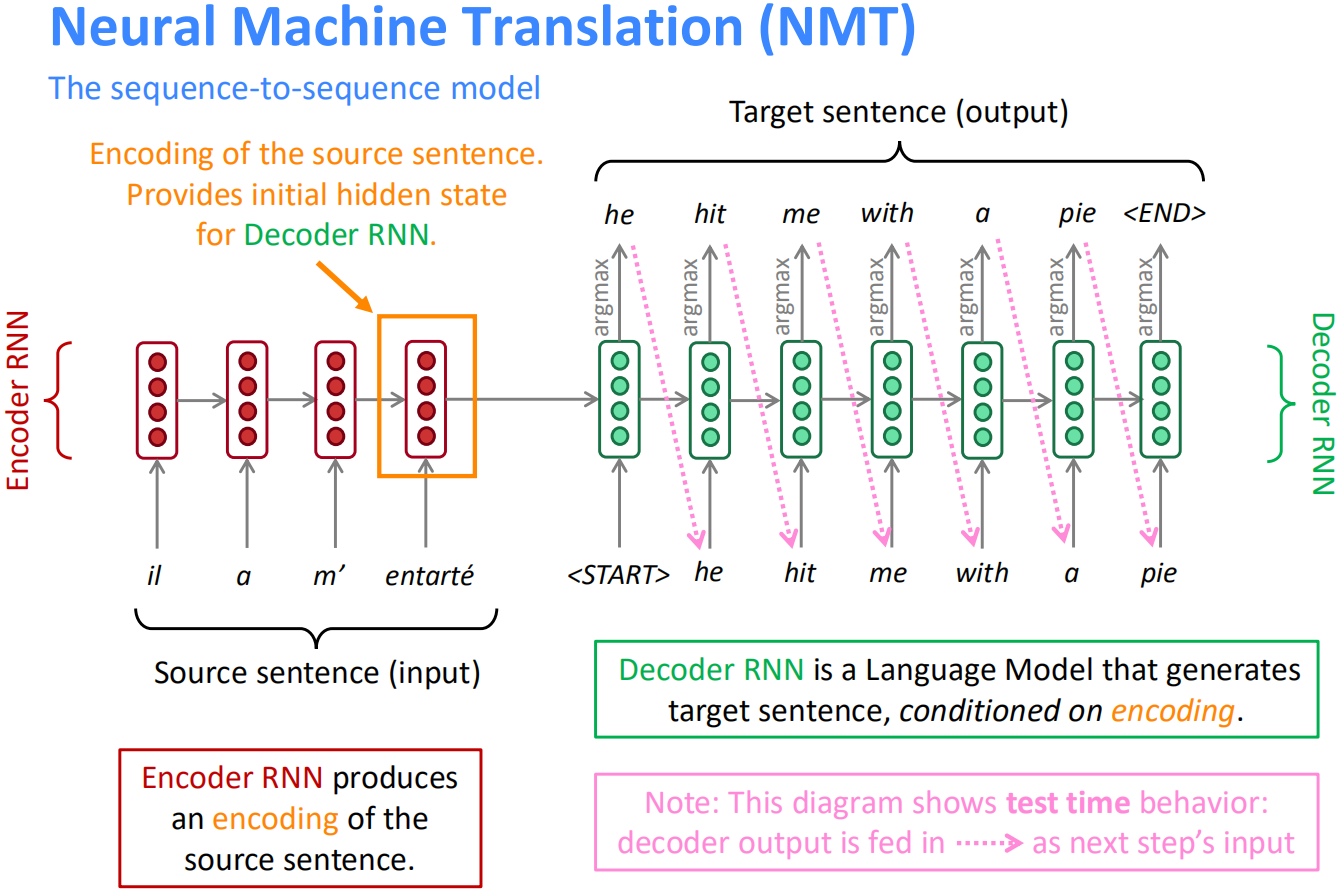 Neural Machine Translation (NMT)
The sequence-to-sequence model
Encoding of the source sentence.
Provides initial hidden state
for Decoder RNN.
Target sentence (output)
he hit me with a pie <END>
argmax argmax argmax argmax argmax argmax argmax
Encoder RNN
Decoder RNN
il a m’ entarté
<START> he hit me with a pie
Source sentence (input)
Decoder RNN is a Language Model that generates
target sentence, conditioned on encoding.
Encoder RNN produces
an encoding of the
source sentence.
Note: This diagram shows test time behavior:
decoder output is fed in as next step’s input